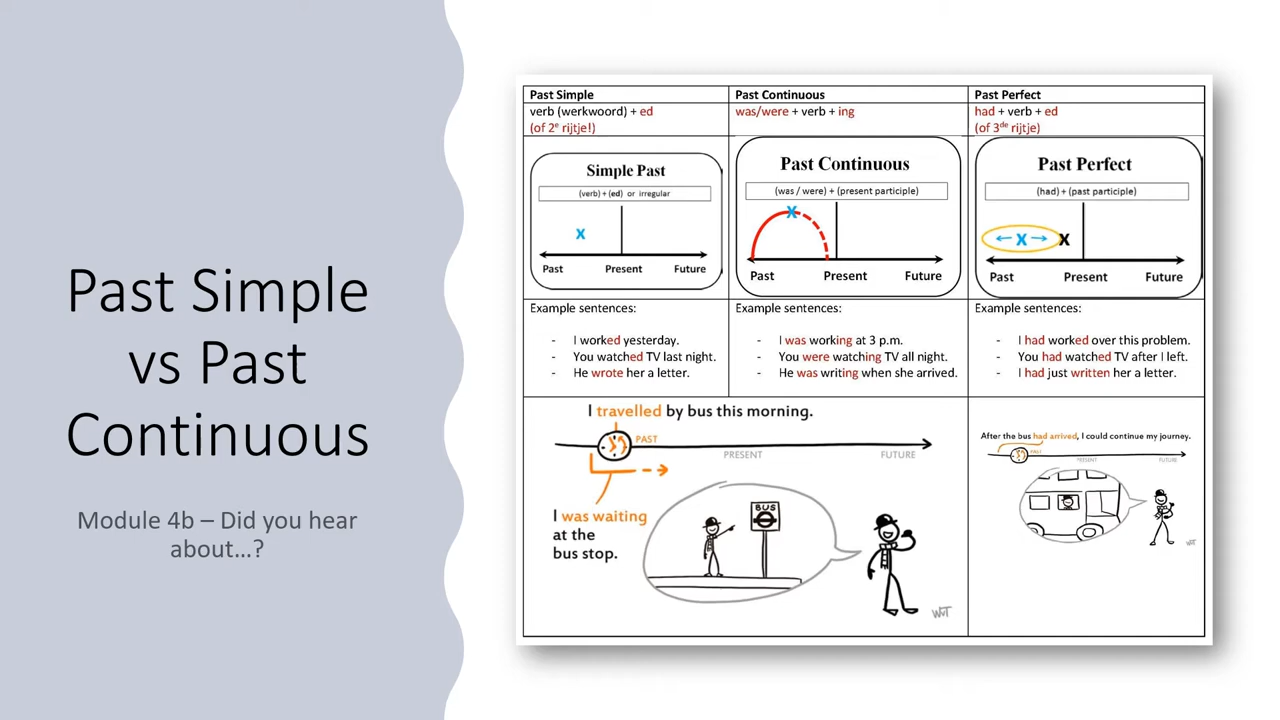 Past Simple
vs Past
Continuous
Module 4b – Did you hear
about…?
Past Simple
verb (werkwoord) + ed
(of 2e rijtje!)
Past Continuous
was/were + verb + ing
Past Perfect
had + verb + ed
(of 3de rijtje)
Simple Past
(verb) + (ed) or irregular
X
Past Present Future
Past Continuous
(was / were) + (present participle)
X
Past Present Future
Past Perfect
(had) + (past participle)
X X
Past Present Future
Example sentences:
- I worked yesterday.
- You watched TV last night.
- He wrote her a letter.
Example sentences:
- I was working at 3 p.m.
- You were watching TV all night.
- He was writing when she arrived.
Example sentences:
- I had worked over this problem.
- You had watched TV after I left.
- I had just written her a letter.
I travelled by bus this morning.
PAST
PRESENT
FUTURE
I was waiting
at the
bus stop.
BUS
WvT
After the bus had arrived, I could continue my journey.
PAST
PRESENT
FUTURE
WvT